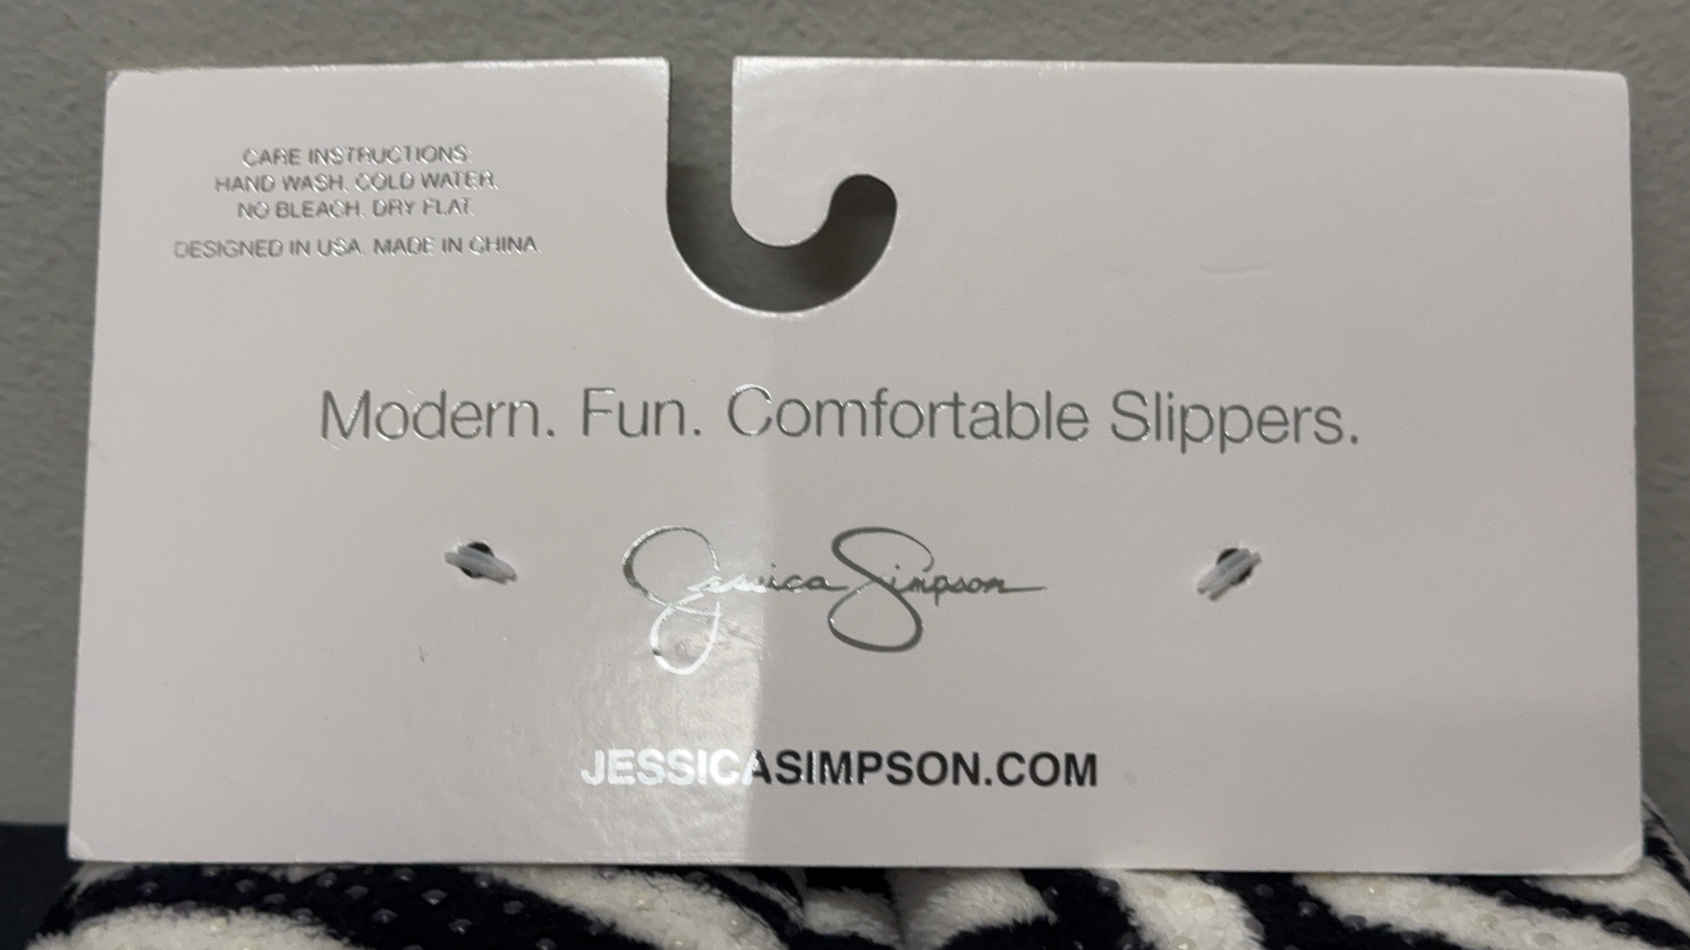 CARE INSTRUCTIONS:
HAND WASH. COLD WATER.
NO BLEACH. DRY FLAT.
DESIGNED IN USA. MADE IN CHINA.
Modern. Fun. Comfortable Slippers.
Jessica Simpson
JESSICASIMPSON.COM